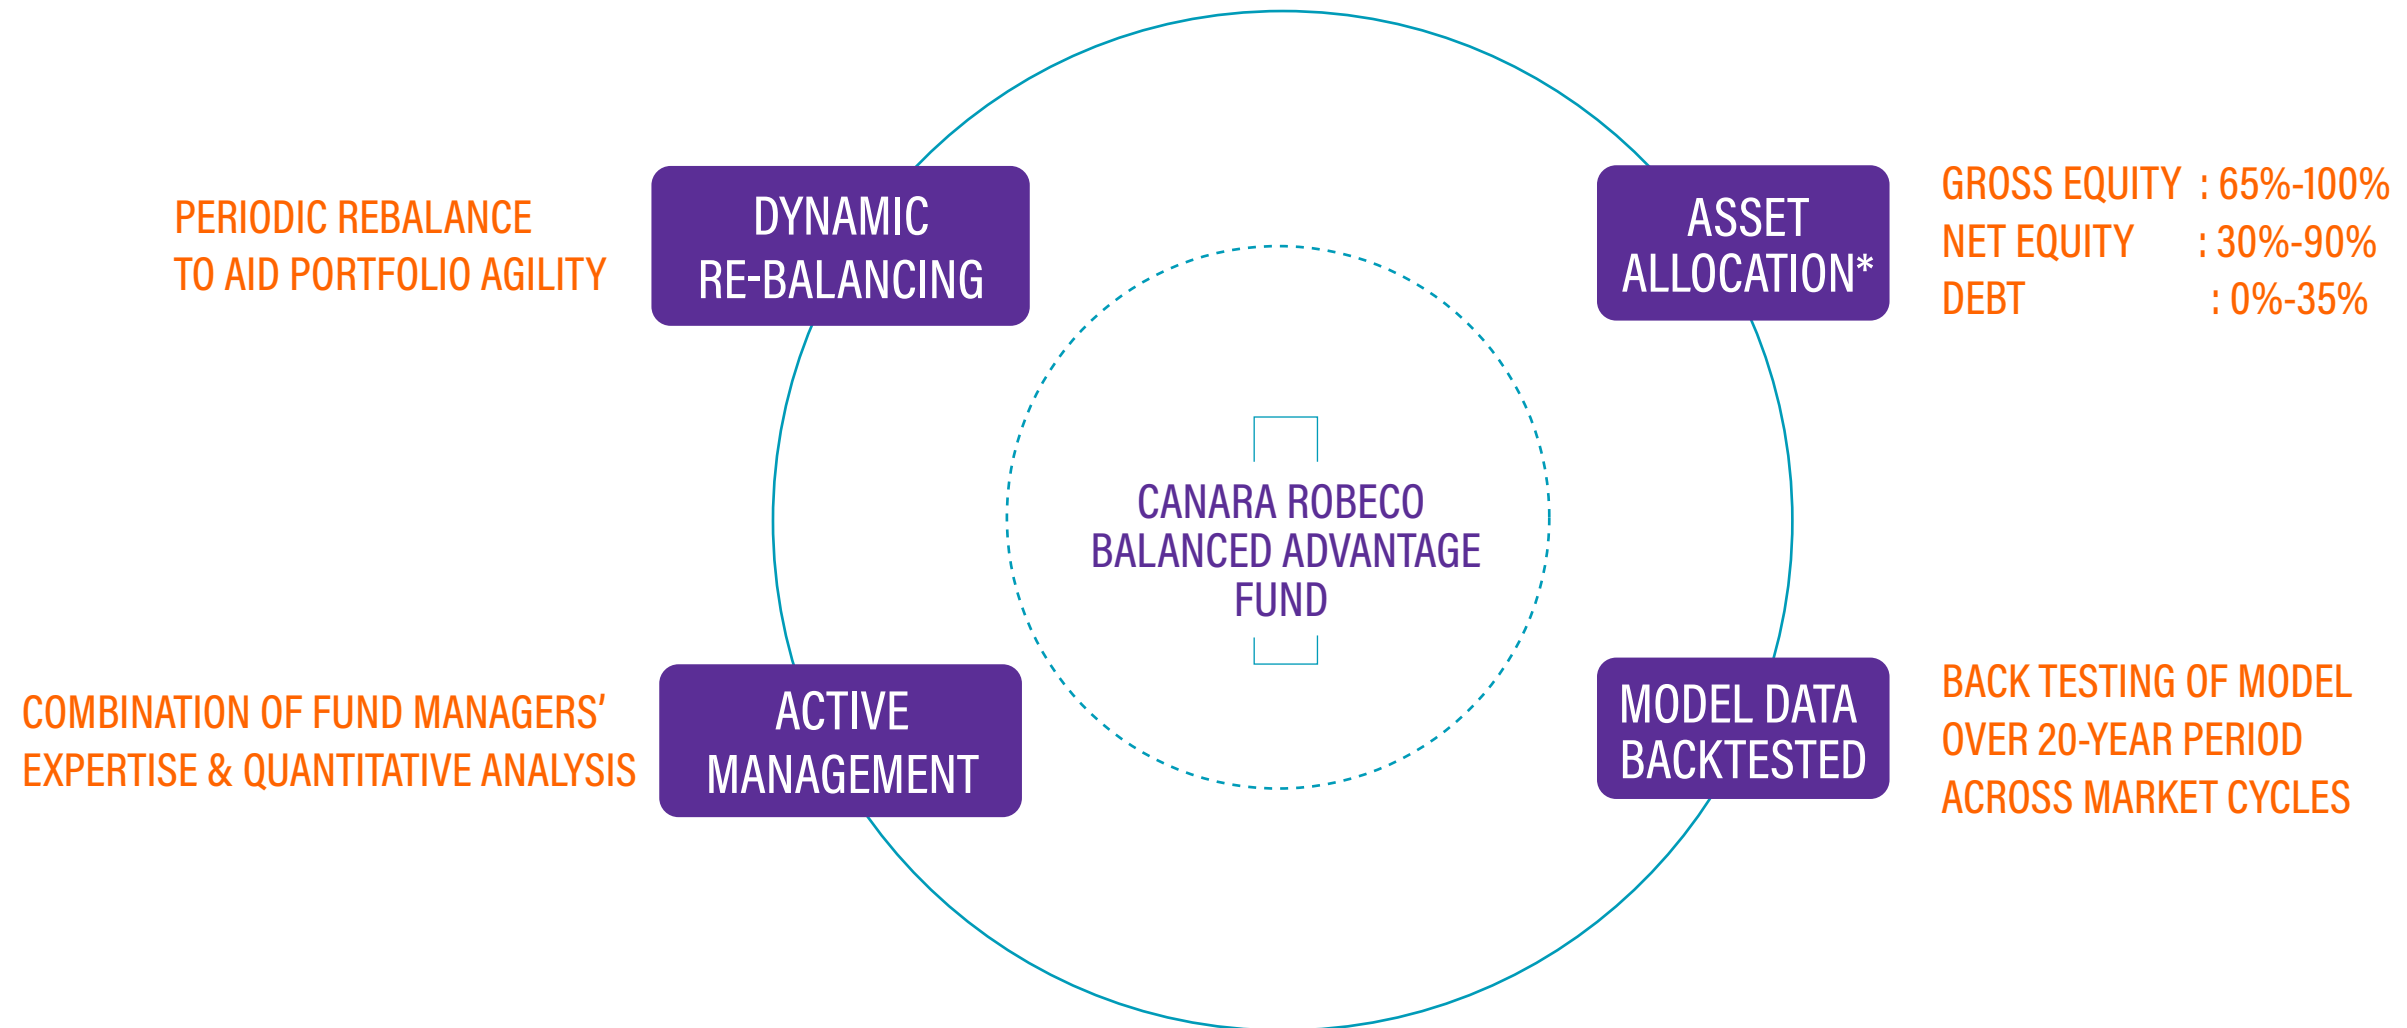 PERIODIC REBALANCE
TO AID PORTFOLIO AGILITY
DYNAMIC
RE-BALANCING
ASSET
ALLOCATION*
GROSS EQUITY : 65%-100%
NET EQUITY : 30%-90%
DEBT : 0%-35%
CANARA ROBECO
BALANCED ADVANTAGE
FUND
COMBINATION OF FUND MANAGERS’
EXPERTISE & QUANTITATIVE ANALYSIS
ACTIVE
MANAGEMENT
MODEL DATA
BACKTESTED
BACK TESTING OF MODEL
OVER 20-YEAR PERIOD
ACROSS MARKET CYCLES